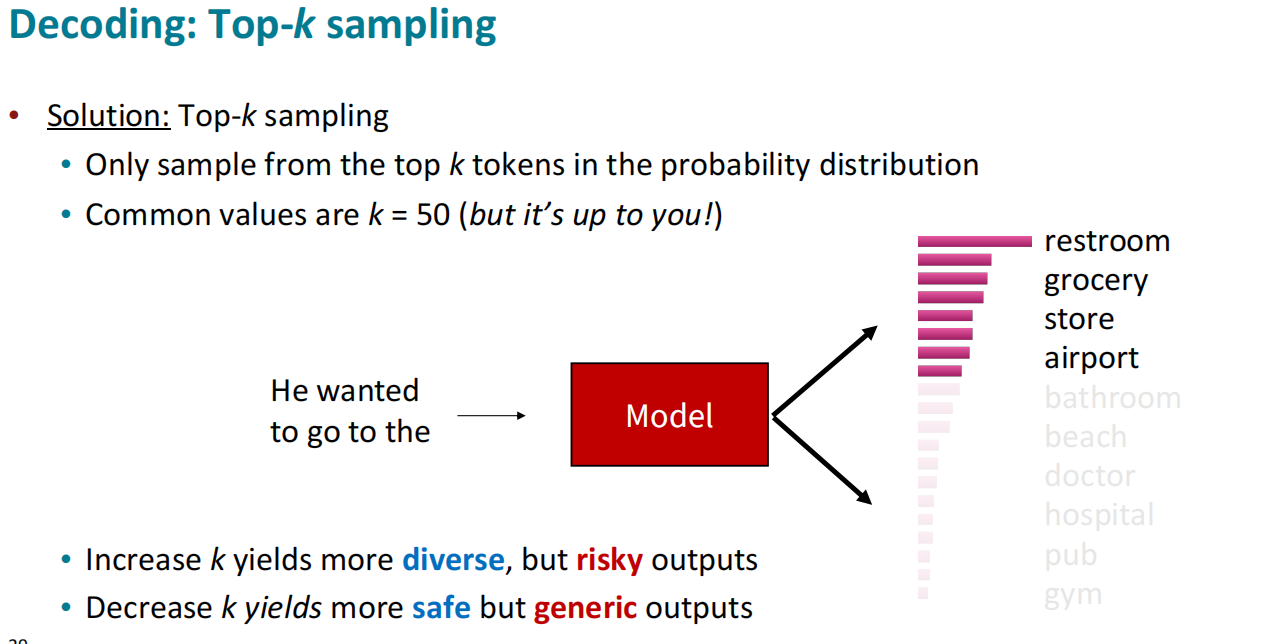 Decoding: Top-k sampling
• Solution: Top-k sampling
• Only sample from the top k tokens in the probability distribution
• Common values are k = 50 (but it's up to you!)
He wanted
to go to the
Model
restroom
grocery
store
airport
bathroom
beach
doctor
hospital
pub
gym
• Increase k yields more diverse, but risky outputs
• Decrease k yields more safe but generic outputs